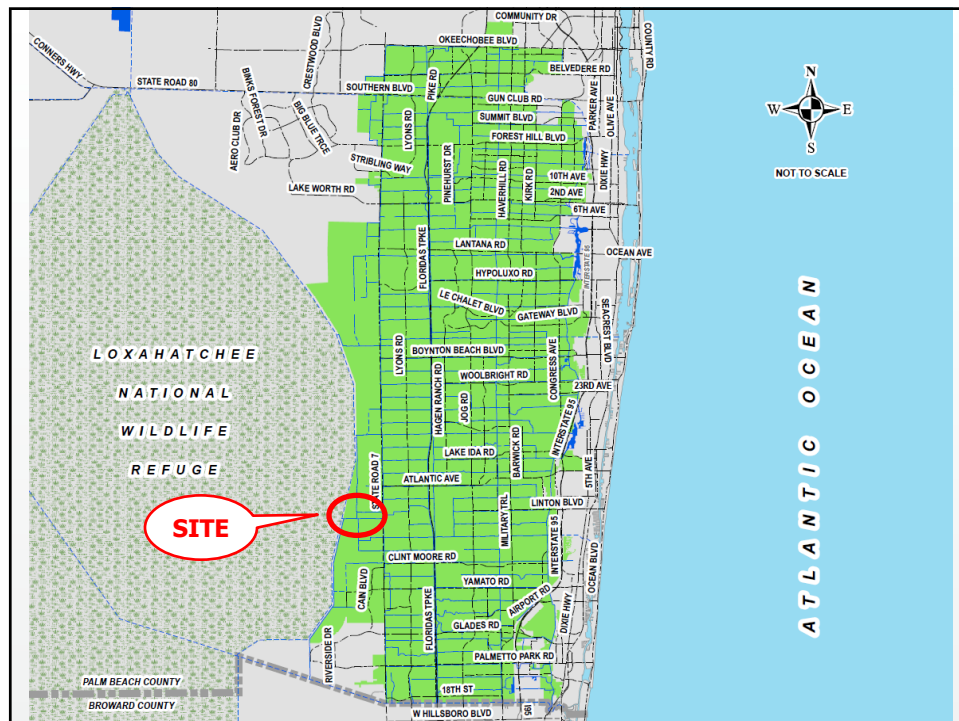 COMMUNITY DR
OKEECHOBEE BLVD
COUNTY RD
CONNERS HWY
CRESTWOOD BLVD
BELVEDERE RD
STATE ROAD 80
SOUTHERN BLVD
PIKE RD
GUN CLUB RD
PARKER AVE
OLIVE AVE
BINKS FOREST DR
BIG BLUE TRCE
AERO CLUB DR
LYONS RD
SUMMIT BLVD
FOREST HILL BLVD
STRIBLING WAY
PINEHURST DR
HAVERHILL RD
KIRK RD
10TH AVE
2ND AVE
DIXIE HWY
LAKE WORTH RD
6TH AVE
N
W
E
S
NOT TO SCALE
FLORIDAS TPKE
LANTANA RD
INTERSTATE 95
OCEAN AVE
HYPOLUXO RD
LE CHALET BLVD
GATEWAY BLVD
SEACREST BLVD
LYONS RD
BOYNTON BEACH BLVD
CONGRESS AVE
HAGEN RANCH RD
WOOLBRIGHT RD
JOG RD
23RD AVE
LOXAHATCHEE
NATIONAL
WILDLIFE
REFUGE
ATLANTIC OCEAN
BARWICK RD
INTERSTATE 95
LAKE IDA RD
STATE ROAD 7
ATLANTIC AVE
5TH AVE
SITE
MILITARY TRL
LINTON BLVD
CLINT MOORE RD
INTERSTATE 95
OCEAN BLVD
CAIN BLVD
YAMATO RD
FLORIDAS TPKE
AIRPORT RD
DIXIE HWY
GLADES RD
RIVERSIDE DR
PALMETTO PARK RD
PALM BEACH COUNTY
BROWARD COUNTY
18TH ST
I95
W HILLSBORO BLVD